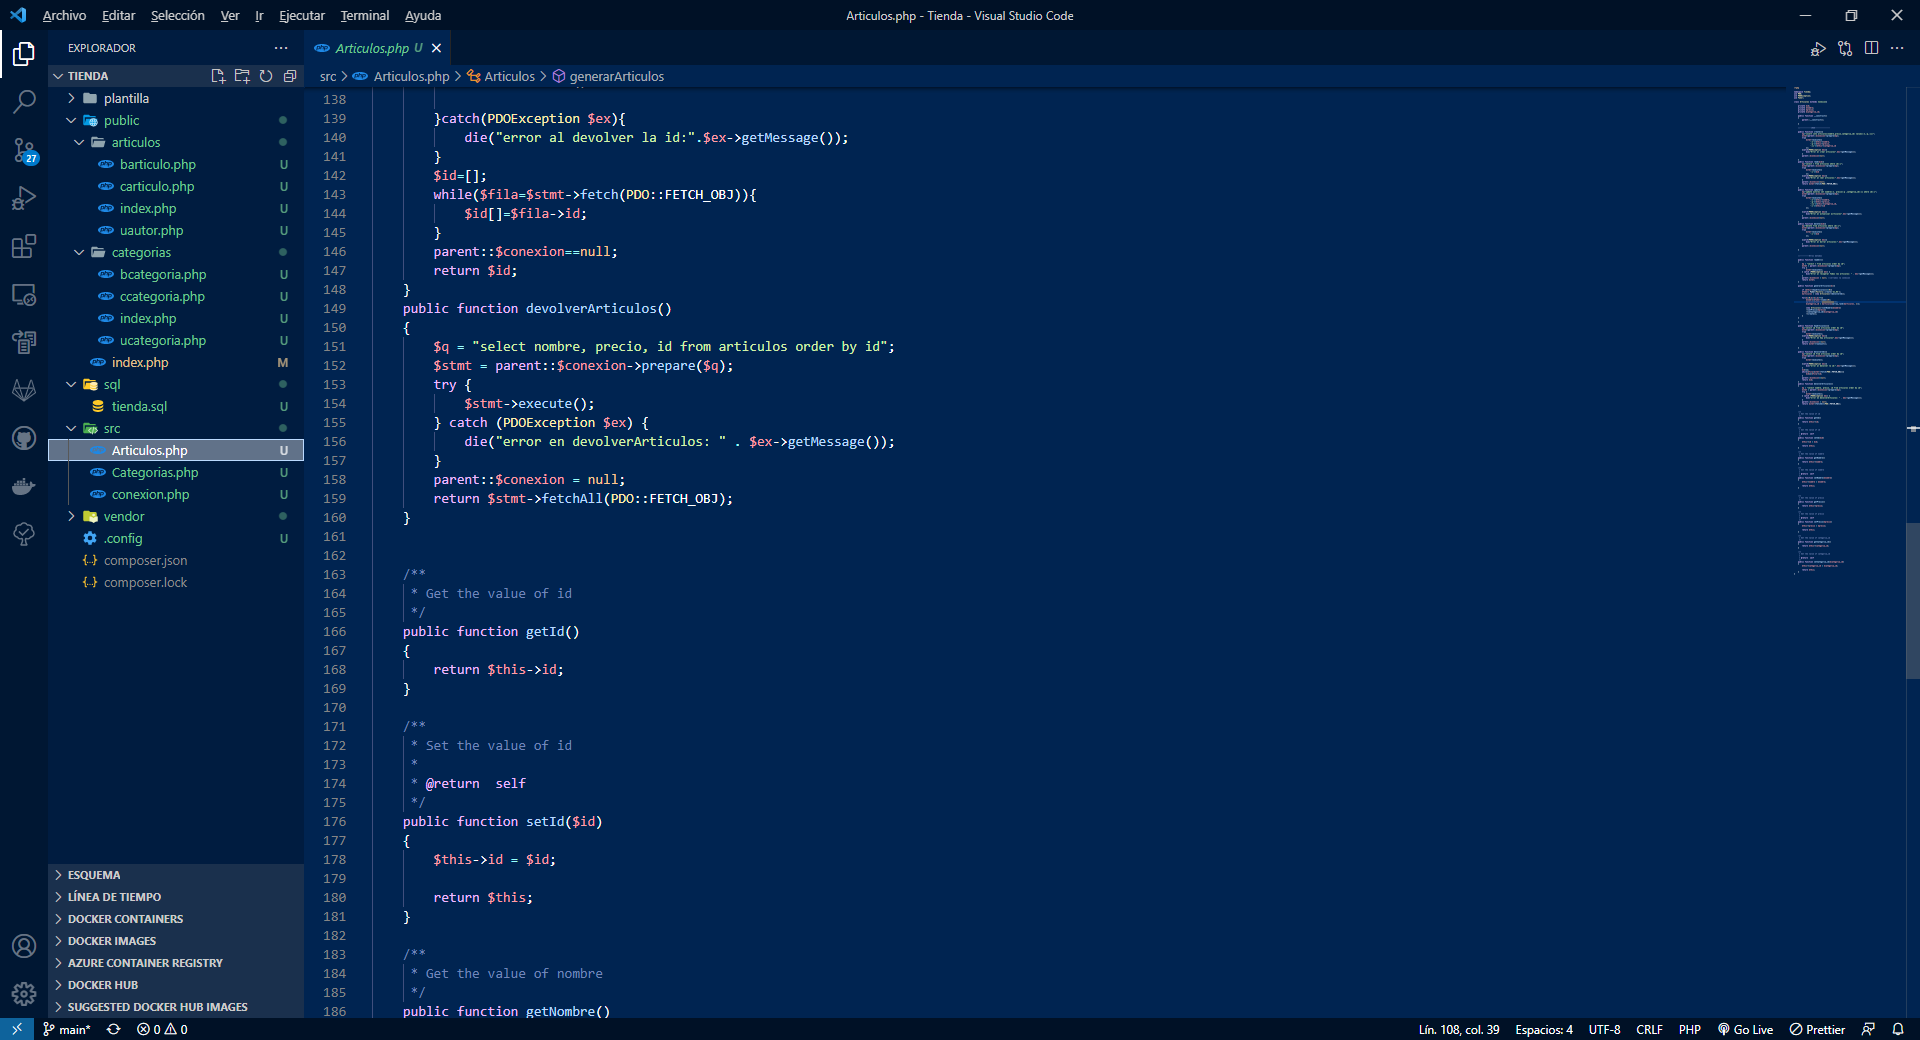 Archivo Editar Selección Ver Ir Ejecutar Terminal Ayuda
Articulos.php - Tienda - Visual Studio Code
EXPLORADOR
TIENDA
plantilla
public
articulos
barticulo.php U
carticulo.php U
index.php U
uautor.php U
categorias
bcategoria.php U
ccategoria.php U
index.php U
ucategoria.php U
index.php M
sql
tienda.sql U
src
Articulos.php U
Categorias.php U
conexion.php U
vendor
.config U
composer.json
composer.lock
ESQUEMA
LÍNEA DE TIEMPO
DOCKER CONTAINERS
DOCKER IMAGES
AZURE CONTAINER REGISTRY
DOCKER HUB
SUGGESTED DOCKER HUB IMAGES
27
Articulos.php U
src > Articulos.php > Articulos > generarArticulos
138
139 }catch(PDOException $ex){
140 die("error al devolver la id:".$ex->getMessage());
141 }
142 $id=[];
143 while($fila=$stmt->fetch(PDO::FETCH_OBJ)){
144 $id[]=$fila->id;
145 }
146 parent::$conexion==null;
147 return $id;
148 }
149 public function devolverArticulos()
150 {
151 $q = "select nombre, precio, id from articulos order by id";
152 $stmt = parent::$conexion->prepare($q);
153 try {
154 $stmt->execute();
155 } catch (PDOException $ex) {
156 die("error en devolverArticulos: " . $ex->getMessage());
157 }
158 parent::$conexion = null;
159 return $stmt->fetchAll(PDO::FETCH_OBJ);
160 }
161
162
163 /**
164 * Get the value of id
165 */
166 public function getId()
167 {
168 return $this->id;
169 }
170
171 /**
172 * Set the value of id
173 *
174 * @return  self
175 */
176 public function setId($id)
177 {
178 $this->id = $id;
179
180 return $this;
181 }
182
183 /**
184 * Get the value of nombre
185 */
186 public function getNombre()
main* 0 0
Lín. 108, col. 39 Espacios: 4 UTF-8 CRLF PHP Go Live Prettier